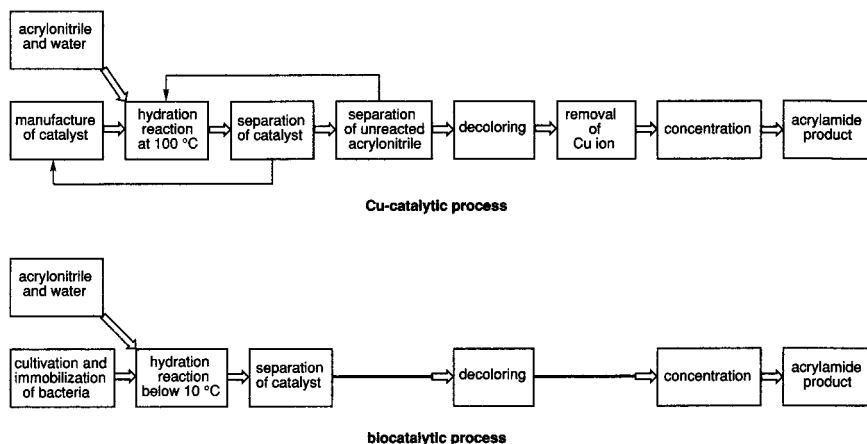 acrylonitrile
and water
manufacture
of catalyst
hydration
reaction
at 100 °C
separation
of catalyst
separation
of unreacted
acrylonitrile
decoloring
removal
of
Cu ion
concentration
acrylamide
product
Cu-catalytic process
acrylonitrile
and water
cultivation and
immobilization
of bacteria
hydration
reaction
below 10 °C
separation
of catalyst
decoloring
concentration
acrylamide
product
biocatalytic process